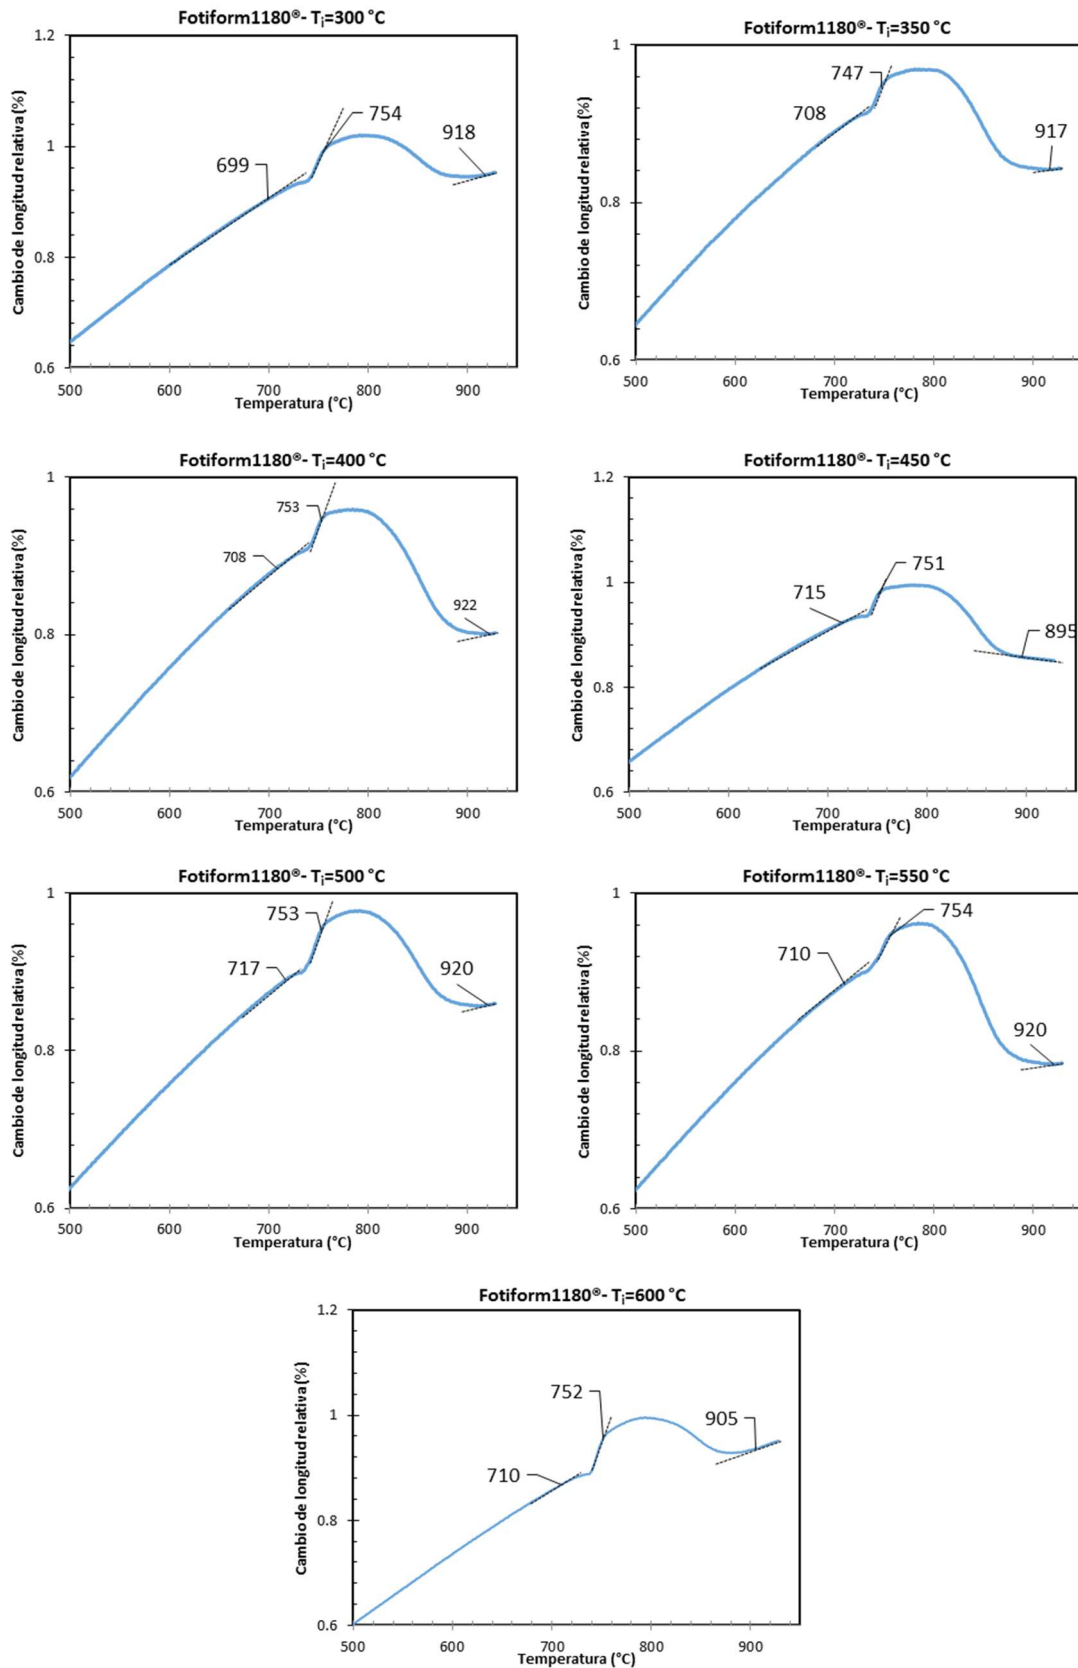 Fotiform1180®- Ti=300 °C
1.2
1
0.8
0.6
Cambio de longitud relativa (%)
699
754
918
500 600 700 800 900
Temperatura (°C)
Fotiform1180®- Ti=350 °C
1
0.8
0.6
Cambio de longitud relativa (%)
708
747
917
500 600 700 800 900
Temperatura (°C)
Fotiform1180®- Ti=400 °C
1
0.8
0.6
Cambio de longitud relativa (%)
708
753
922
500 600 700 800 900
Temperatura (°C)
Fotiform1180®- Ti=450 °C
1.2
1
0.8
0.6
Cambio de longitud relativa (%)
715
751
895
500 600 700 800 900
Temperatura (°C)
Fotiform1180®- Ti=500 °C
1
0.8
0.6
Cambio de longitud relativa (%)
717
753
920
500 600 700 800 900
Temperatura (°C)
Fotiform1180®- Ti=550 °C
1
0.8
0.6
Cambio de longitud relativa (%)
710
754
920
500 600 700 800 900
Temperatura (°C)
Fotiform1180®- Ti=600 °C
1.2
1
0.8
0.6
Cambio de longitud relativa (%)
710
752
905
500 600 700 800 900
Temperatura (°C)